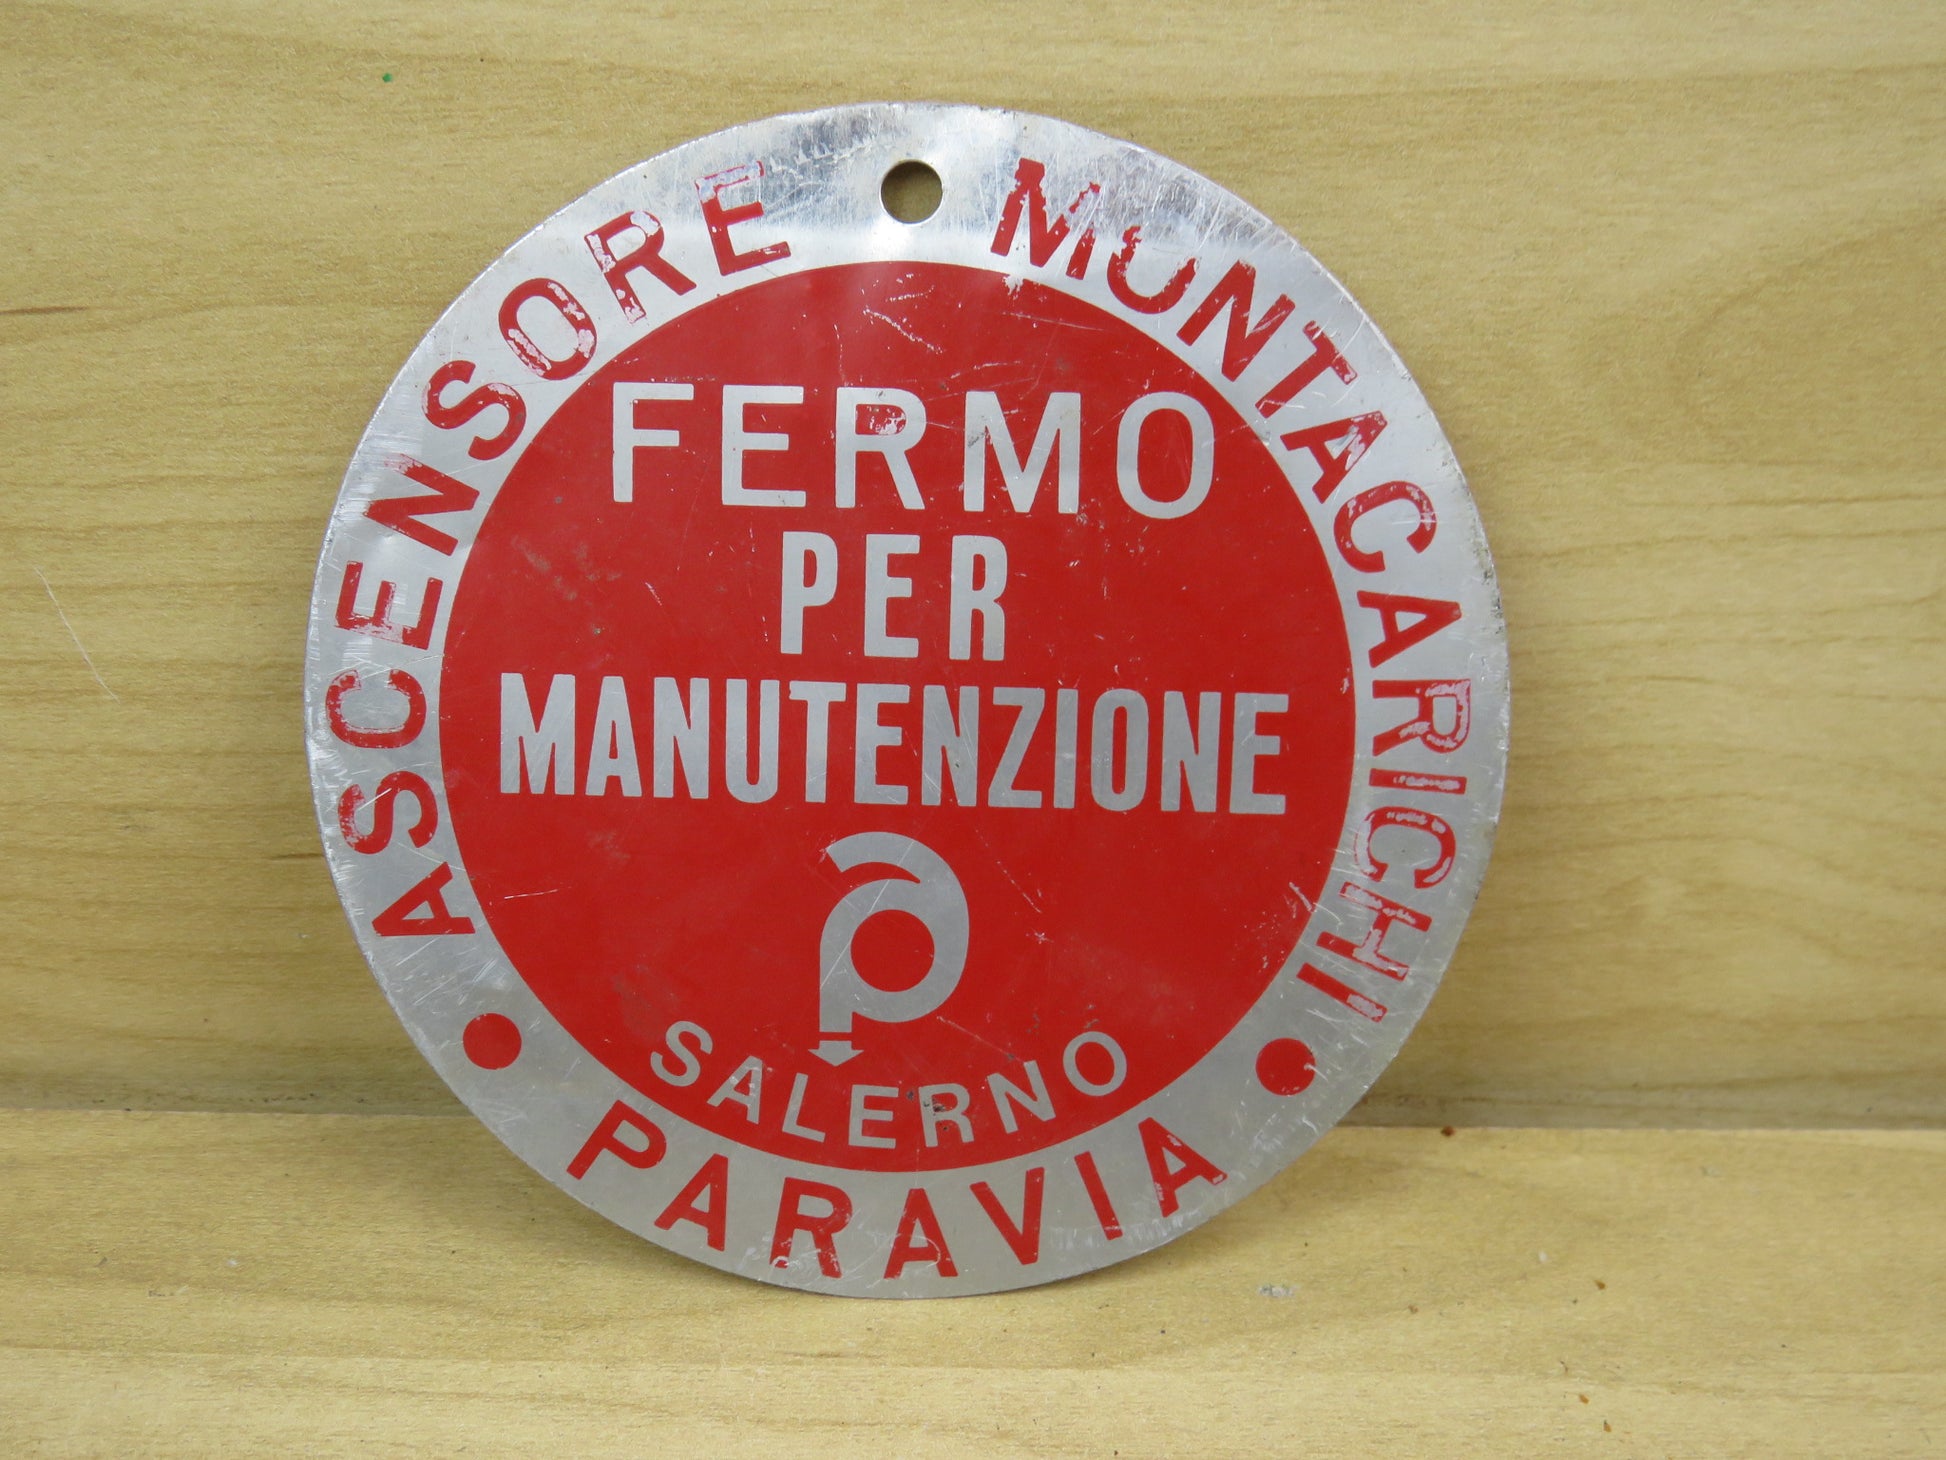 ASCENSORE MONTACARICHI
FERMO
PER
MANUTENZIONE
SALERNO
• PARAVIA •